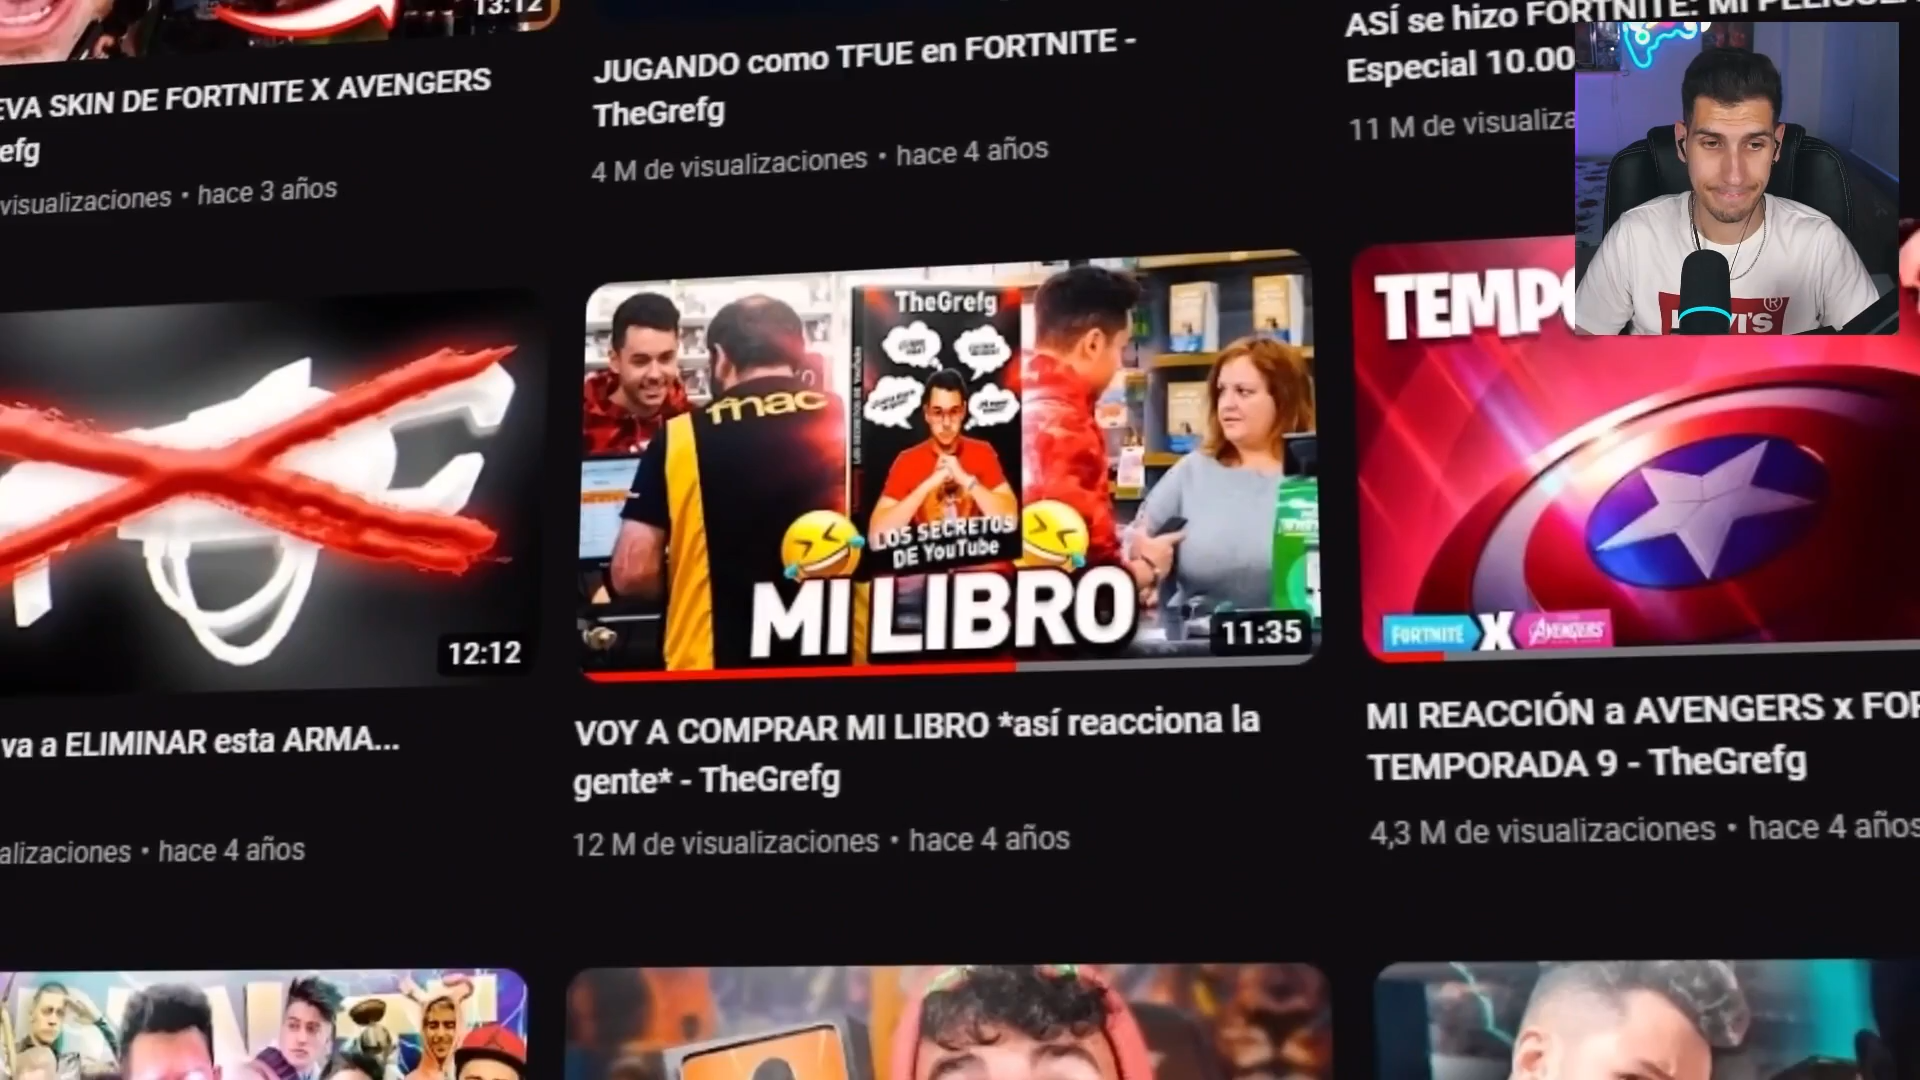 13:12
EVA SKIN DE FORTNITE X AVENGERS
efg
visualizaciones • hace 3 años
JUGANDO como TFUE en FORTNITE -
TheGrefg
4 M de visualizaciones • hace 4 años
ASÍ se hizo FORTNITE: MI PELÍCULA
Especial 10.00
11 M de visualiza
LEVI'S
®
12:12
va a ELIMINAR esta ARMA...
alizaciones • hace 4 años
TheGrefg
fnac
LOS SECRETOS
DE YouTube
MI LIBRO
11:35
VOY A COMPRAR MI LIBRO *así reacciona la
gente* - TheGrefg
12 M de visualizaciones • hace 4 años
TEMPO
FORTNITE X AVENGERS
MI REACCIÓN a AVENGERS x FOR
TEMPORADA 9 - TheGrefg
4,3 M de visualizaciones • hace 4 años